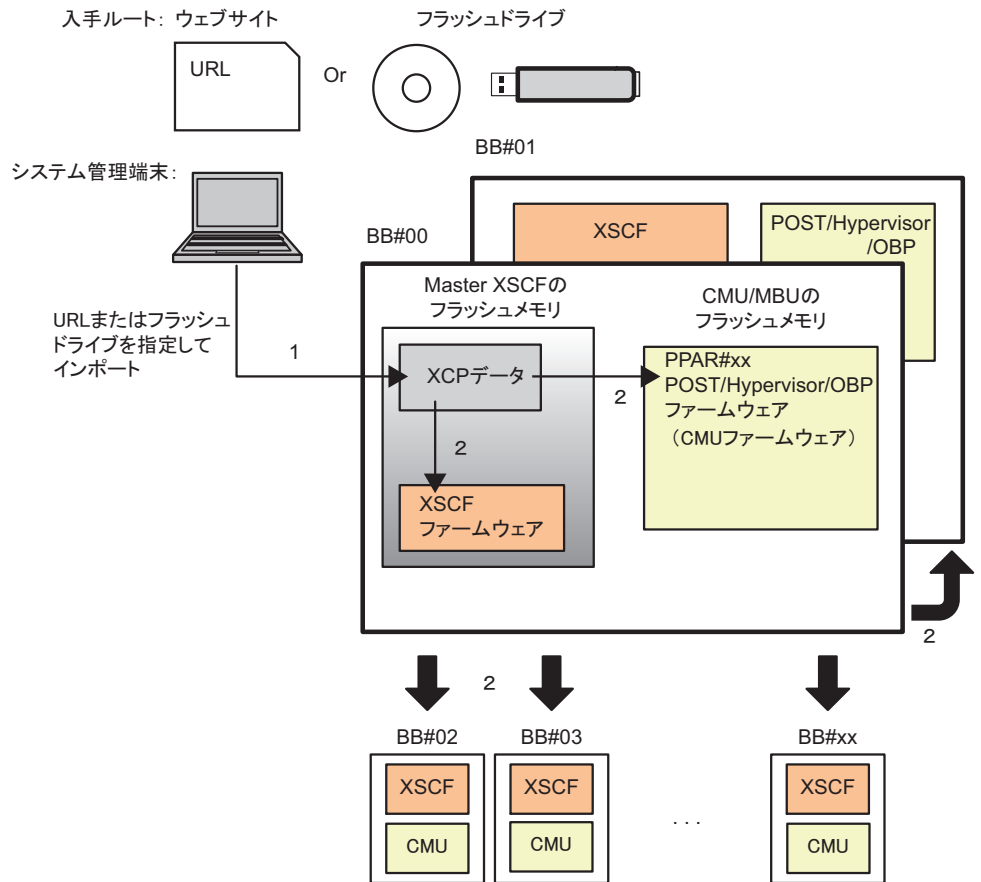 入手ルート：ウェブサイト
フラッシュドライブ
URL
Or
BB#01
システム管理端末：
XSCF
POST/Hypervisor
/OBP
BB#00
Master XSCFの
フラッシュメモリ
CMU/MBUの
フラッシュメモリ
URLまたはフラッシュ
ドライブを指定して
インポート
1
XCPデータ
2
PPAR#xx
POST/Hypervisor/OBP
ファームウェア
（CMUファームウェア）
2
XSCF
ファームウェア
2
2
BB#02
BB#03
BB#xx
XSCF
XSCF
XSCF
CMU
CMU
. . .
CMU